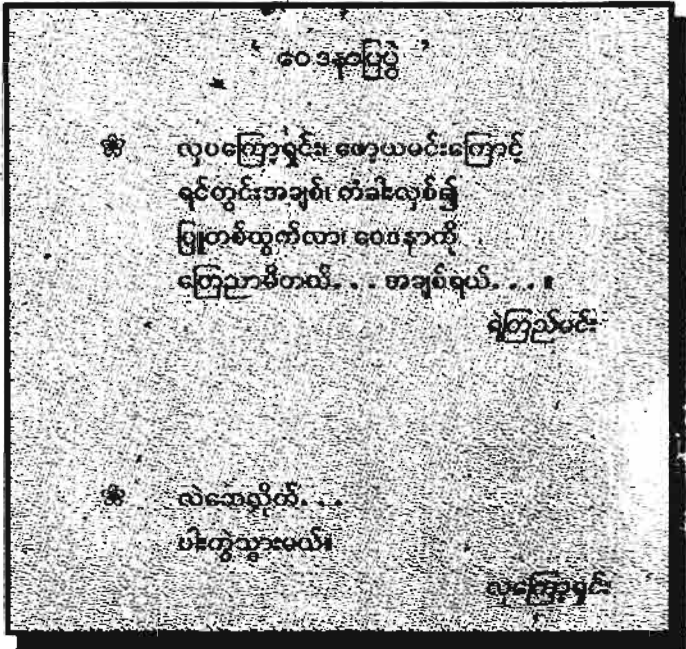 ' ဝေဒနာပြပွဲ '
❀ လှပကြော့ရှင်း၊ ဖော့ယမင်းကြောင့်
ရင်တွင်းအချစ်၊ တံခါးလှစ်၍
ပြူတစ်ထွက်လာ၊ ဝေဒနာကို
ကြေညာမိတယ်. . . အချစ်ရယ်. . . ။
ရဲကြည်မင်း
❀ လဲသေလိုက်. . .
ပါးကွဲသွားမယ်။
လှကြော့ရှင်း